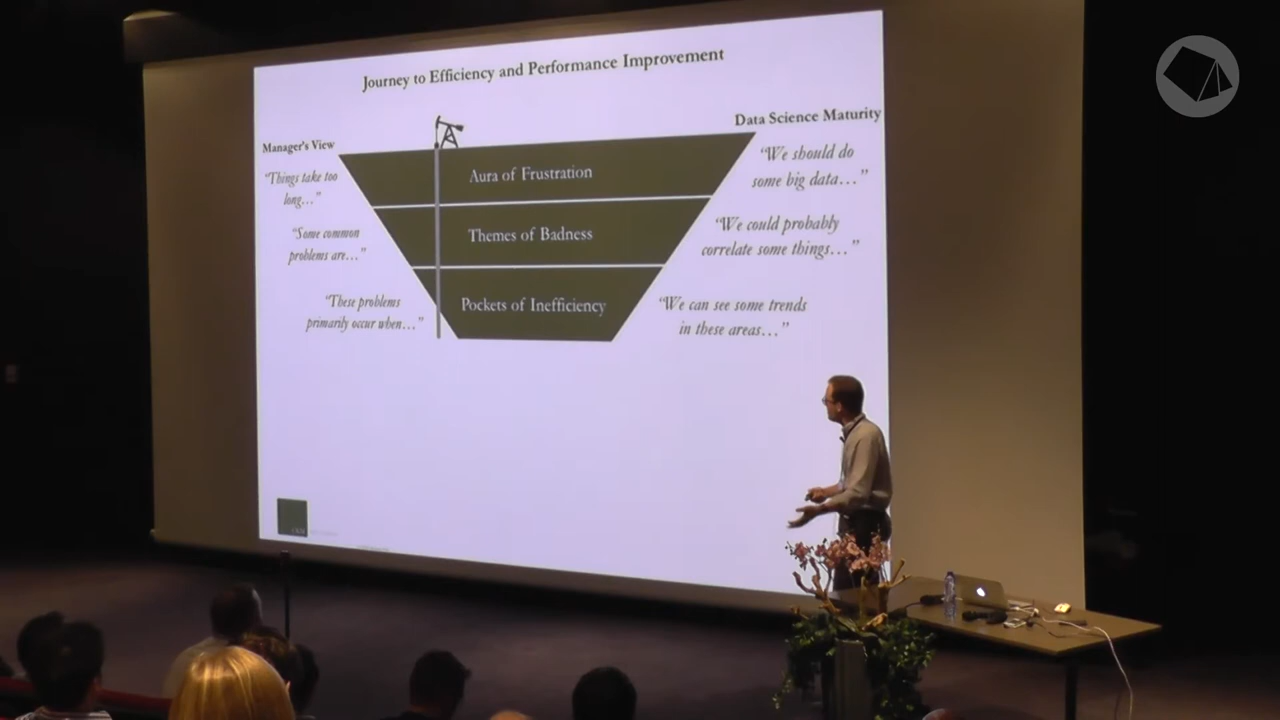 Journey to Efficiency and Performance Improvement
Manager's View
Data Science Maturity
"Things take too
long…"
Aura of Frustration
"We should do
some big data…"
"Some common
problems are…"
Themes of Badness
"We could probably
correlate some things…"
"These problems
primarily occur when…"
Pockets of Inefficiency
"We can see some trends
in these areas…"